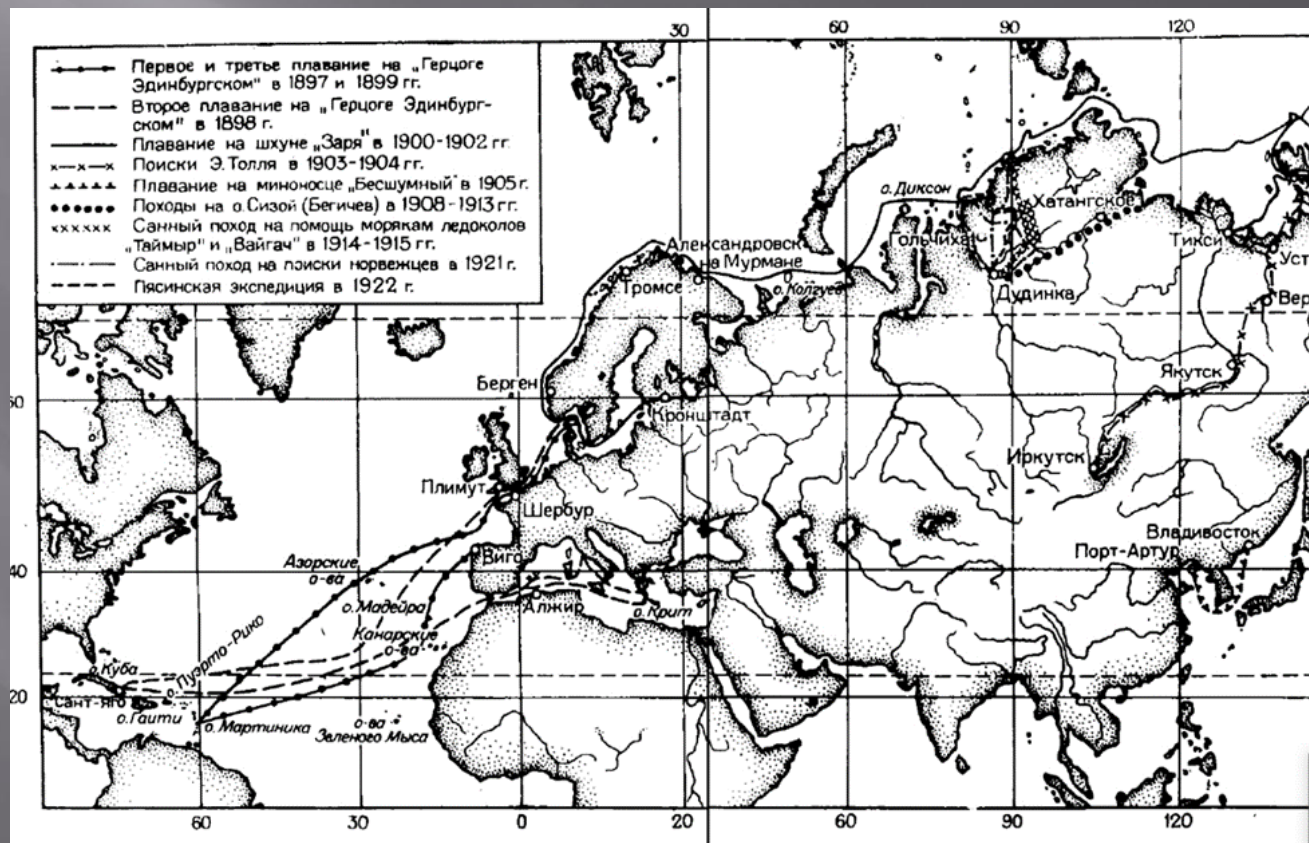 30
60
90
120
Первое и третье плавание на „Герцоге
Эдинбургском" в 1897 и 1899 гг.
Второе плавание на „Герцоге Эдинбург-
ском" в 1898 г.
Плавание на шхуне „Заря" в 1900-1902 гг.
Поиски Э.Толля в 1903-1904 гг.
Плавание на миноносце „Бесшумный" в 1905 г.
Походы на о.Сизой (Бегичев) в 1908-1913 гг.
Санный поход на помощь морякам ледоколов
„Таймыр" и „Вайгач" в 1914-1915 гг.
Санный поход на поиски норвежцев в 1921 г.
Пясинская экспедиция в 1922 г.
о.Диксон
Хатангское
Гольчиха
Тикси
Уст
Александровск
на Мурмане
Тромсе
о. Колгуев
Дудинка
Вер
Якутск
Берген
60
Кронштадт
Иркутск
Плимут
Шербур
Владивосток
Порт-Артур
Виго
Азорские
о-ва
40
о. Мадейра
Алжир
о. Крит
Канарские
о-ва
о. Куба
о. Пуэрто-Рико
20
Сант-яго
о. Гаити
о. Мартиника
о-ва
Зеленого Мыса
60
30
0
20
60
90
120